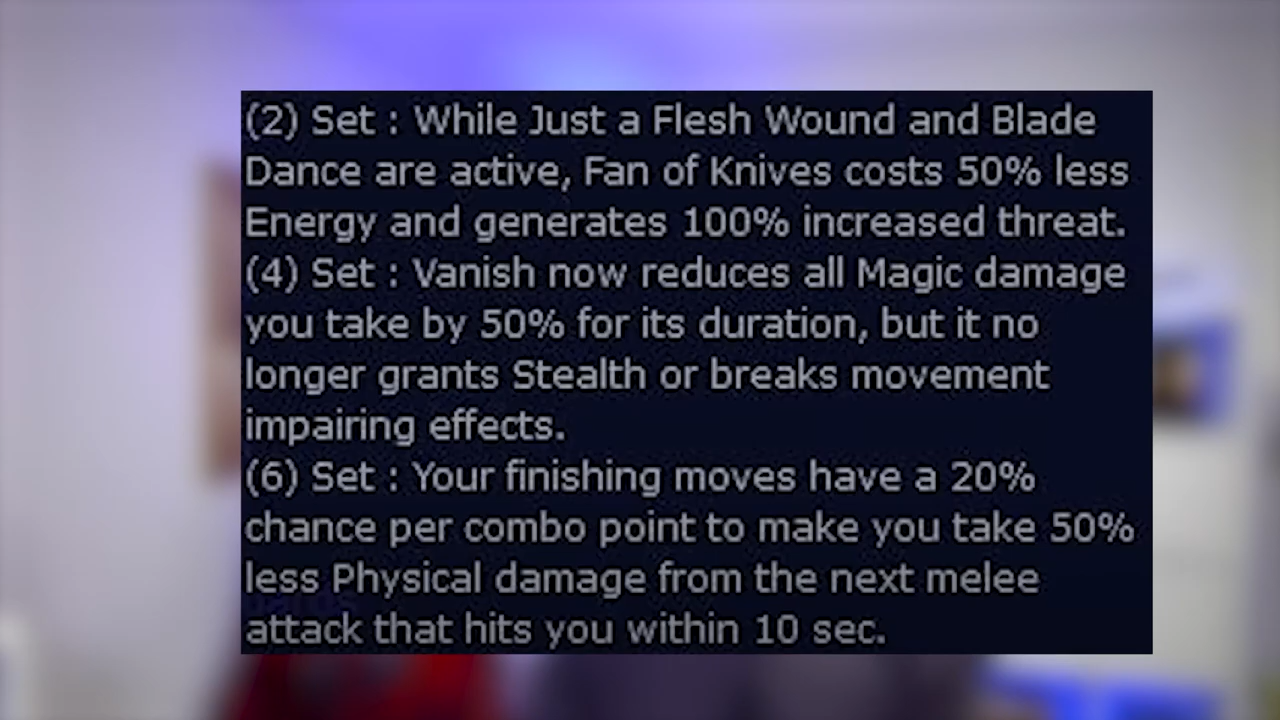 (2) Set : While Just a Flesh Wound and Blade
Dance are active, Fan of Knives costs 50% less
Energy and generates 100% increased threat.
(4) Set : Vanish now reduces all Magic damage
you take by 50% for its duration, but it no
longer grants Stealth or breaks movement
impairing effects.
(6) Set : Your finishing moves have a 20%
chance per combo point to make you take 50%
less Physical damage from the next melee
attack that hits you within 10 sec.